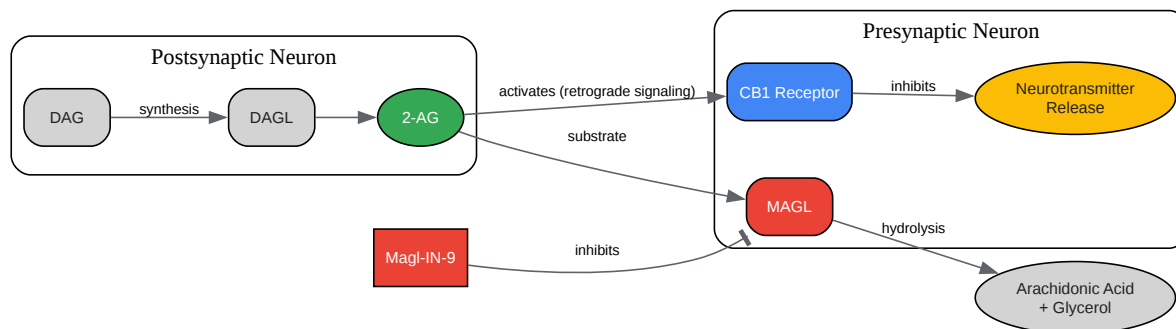 Postsynaptic Neuron
Presynaptic Neuron
DAG
synthesis
DAGL
2-AG
activates (retrograde signaling)
CB1 Receptor
inhibits
Neurotransmitter
Release
substrate
MAGL
hydrolysis
Magl-IN-9
inhibits
Arachidonic Acid
+ Glycerol